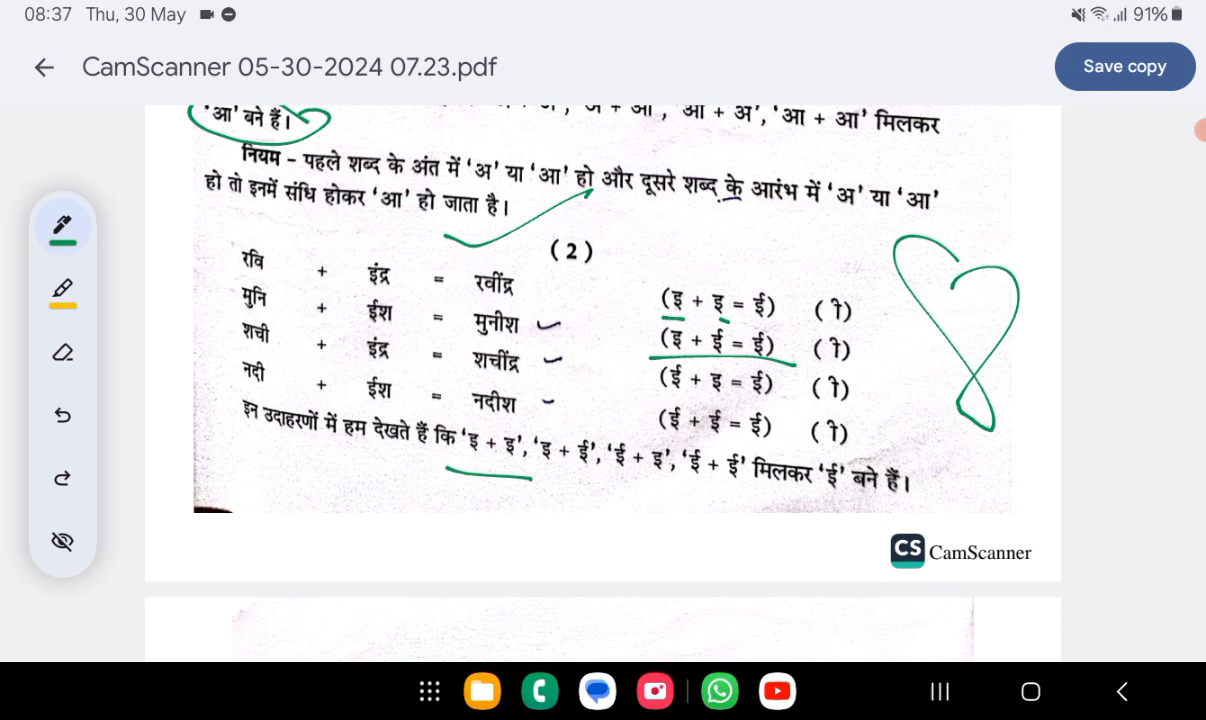 08:37 Thu, 30 May 91%
CamScanner 05-30-2024 07.23.pdf
Save copy
'आ + अ', 'आ + आ' मिलकर
'आ' बने हैं।
नियम - पहले शब्द के अंत में 'अ' या 'आ' हो और दूसरे शब्द के आरंभ में 'अ' या 'आ'
हो तो इनमें संधि होकर 'आ' हो जाता है।
(2)
रवि + इंद्र = रवींद्र (इ + इ = ई) (ी)
मुनि + ईश = मुनीश (इ + ई = ई) (ी)
शची + इंद्र = शचींद्र (ई + इ = ई) (ी)
नदी + ईश = नदीश (ई + ई = ई) (ी)
इन उदाहरणों में हम देखते हैं कि 'इ + इ', 'इ + ई', 'ई + इ', 'ई + ई' मिलकर 'ई' बने हैं।
CS CamScanner